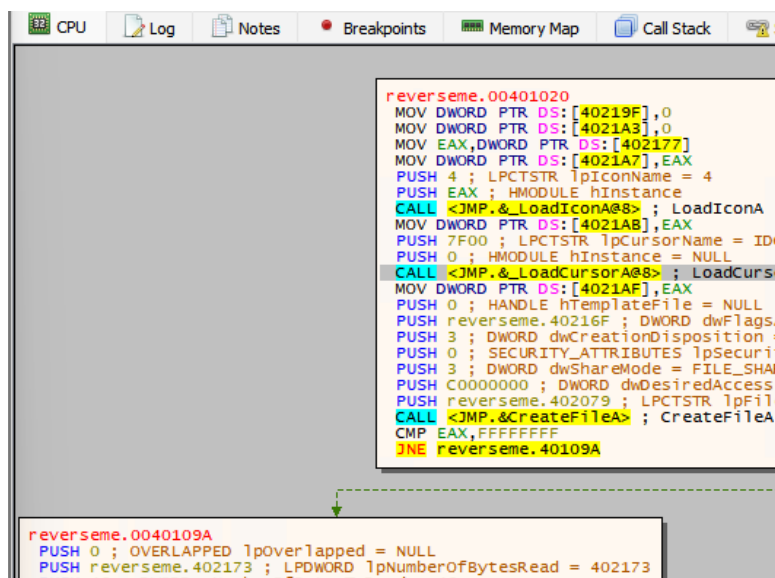 CPU Log Notes Breakpoints Memory Map Call Stack
reverseme.00401020
MOV DWORD PTR DS:[40219F],0
MOV DWORD PTR DS:[4021A3],0
MOV EAX,DWORD PTR DS:[402177]
MOV DWORD PTR DS:[4021A7],EAX
PUSH 4 ; LPCTSTR lpIconName = 4
PUSH EAX ; HMODULE hInstance
CALL <JMP.&_LoadIconA@8> ; LoadIconA
MOV DWORD PTR DS:[4021AB],EAX
PUSH 7F00 ; LPCTSTR lpCursorName = IDC
PUSH 0 ; HMODULE hInstance = NULL
CALL <JMP.&_LoadCursorA@8> ; LoadCurso
MOV DWORD PTR DS:[4021AF],EAX
PUSH 0 ; HANDLE hTemplateFile = NULL
PUSH reverseme.40216F ; DWORD dwFlagsA
PUSH 3 ; DWORD dwCreationDisposition =
PUSH 0 ; SECURITY_ATTRIBUTES lpSecurit
PUSH 3 ; DWORD dwShareMode = FILE_SHAR
PUSH C0000000 ; DWORD dwDesiredAccess
PUSH reverseme.402079 ; LPCTSTR lpFil
CALL <JMP.&CreateFileA> ; CreateFileA
CMP EAX,FFFFFFFF
JNE reverseme.40109A
reverseme.0040109A
PUSH 0 ; OVERLAPPED lpOverlapped = NULL
PUSH reverseme.402173 ; LPDWORD lpNumberOfBytesRead = 402173